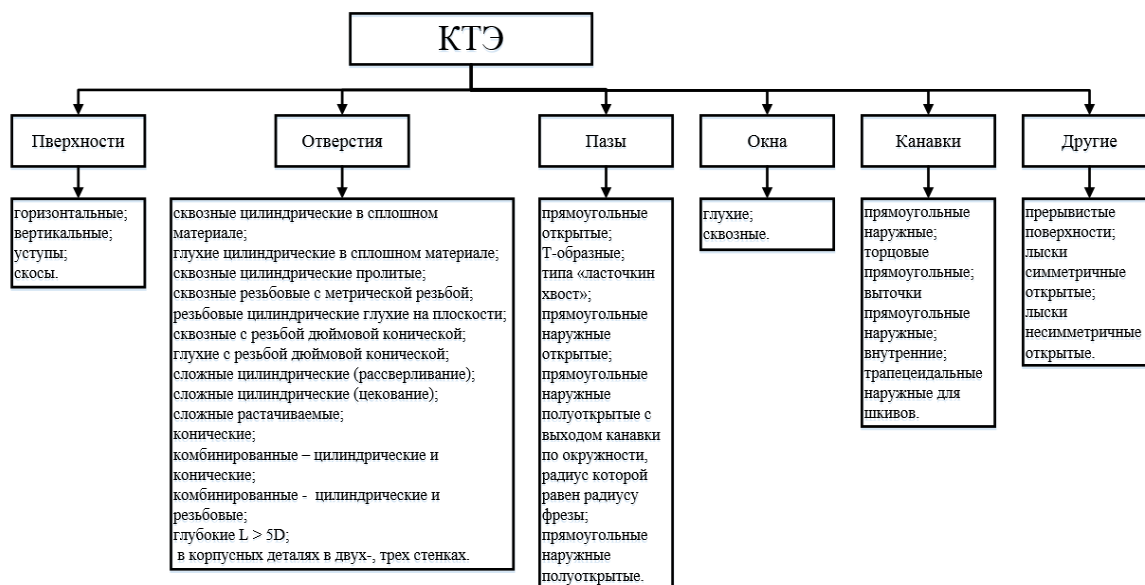 КТЭ
Пверхности
Отверстия
Пазы
Окна
Канавки
Другие
горизонтальные;
вертикальные;
уступы;
скосы.
сквозные цилиндрические в сплошном
материале;
глухие цилиндрические в сплошном материале;
сквозные цилиндрические пролитые;
сквозные резьбовые с метрической резьбой;
резьбовые цилиндрические глухие на плоскости;
сквозные с резьбой дюймовой конической;
глухие с резьбой дюймовой конической;
сложные цилиндрические (рассверливание);
сложные цилиндрические (цекование);
сложные растачиваемые;
конические;
комбинированные – цилиндрические и
конические;
комбинированные - цилиндрические и
резьбовые;
глубокие L > 5D;
в корпусных деталях в двух-, трех стенках.
прямоугольные
открытые;
Т-образные;
типа «ласточкин
хвост»;
прямоугольные
наружные
открытые;
прямоугольные
наружные
полуоткрытые с
выходом канавки
по окружности,
радиус которой
равен радиусу
фрезы;
прямоугольные
наружные
полуоткрытые.
глухие;
сквозные.
прямоугольные
наружные;
торцовые
прямоугольные;
выточки
прямоугольные
наружные;
внутренние;
трапецеидальные
наружные для
шкивов.
прерывистые
поверхности;
лыски
симметричные
открытые;
лыски
несимметричные
открытые.